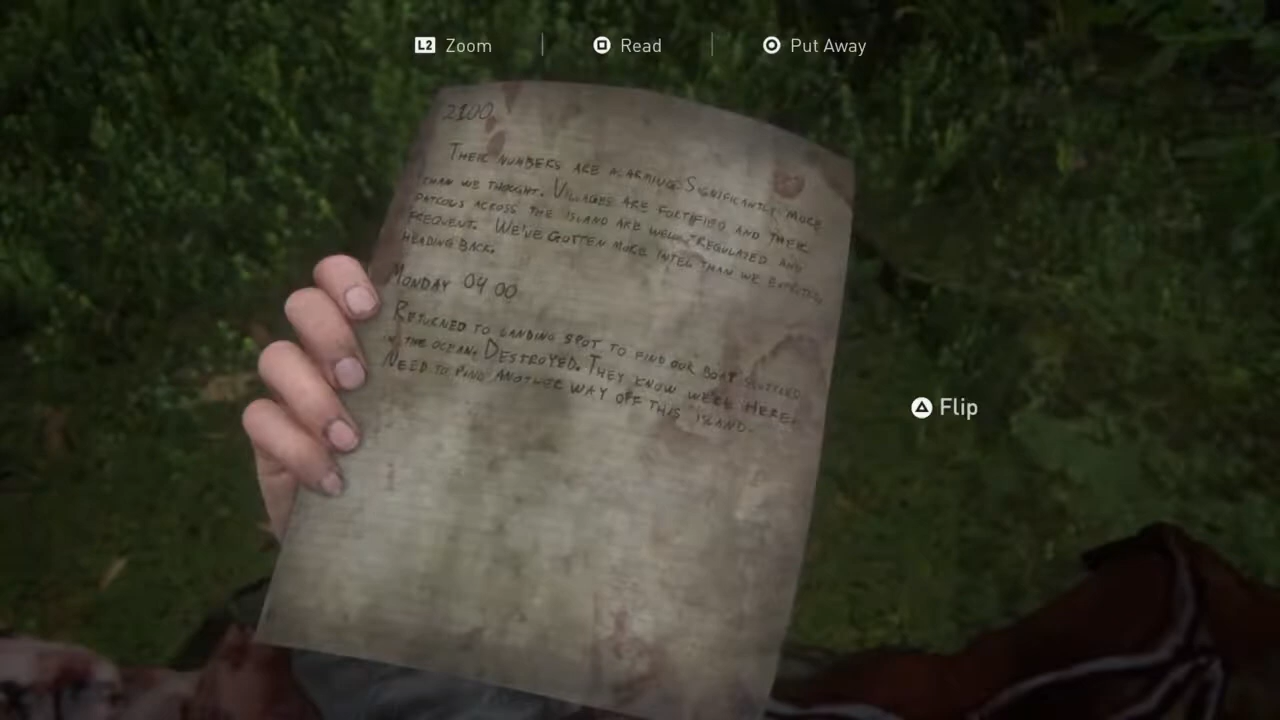 L2 Zoom
Read
Put Away
2100
Their numbers are alarming. Significantly more
than we thought. Villages are fortified and their
patrols across the island are well-regulated and
frequent. We've gotten more intel than we expected,
heading back.
Monday 04 00
Returned to landing spot to find our boat scuttled
in the ocean. Destroyed. They know we're here.
Need to find another way off this island.
Flip